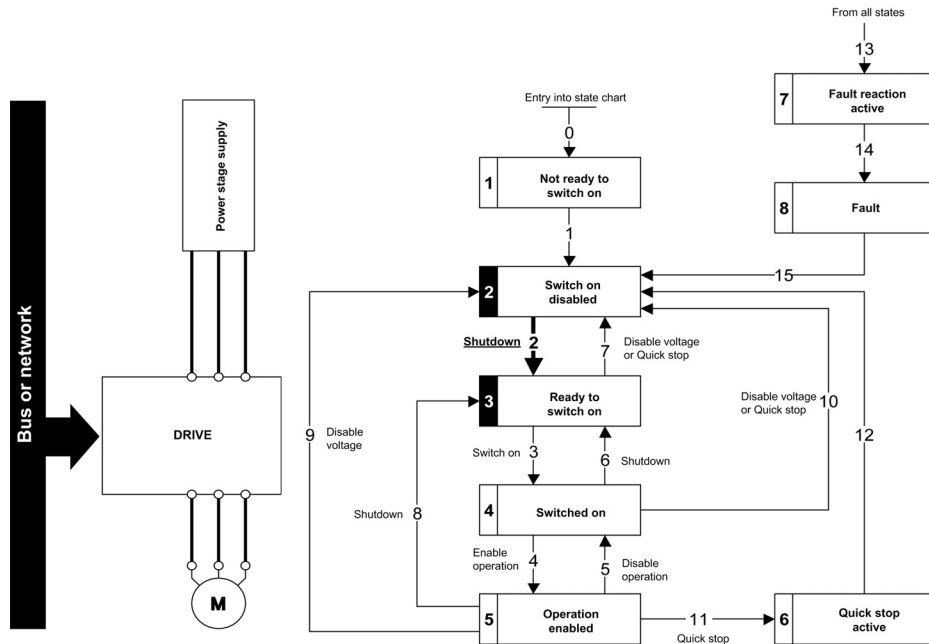 From all states
13
7
Fault reaction
active
Entry into state chart
0
14
1
Not ready to
switch on
8
Fault
Power stage supply
1
15
2
Switch on
disabled
Bus or network
Shutdown
2
7
Disable voltage
or Quick stop
3
Ready to
switch on
Disable voltage
or Quick stop
10
DRIVE
9
Disable
voltage
12
Switch on
3
6
Shutdown
Shutdown
8
4
Switched on
Enable
operation
4
5
Disable
operation
M
5
Operation
enabled
11
Quick stop
6
Quick stop
active